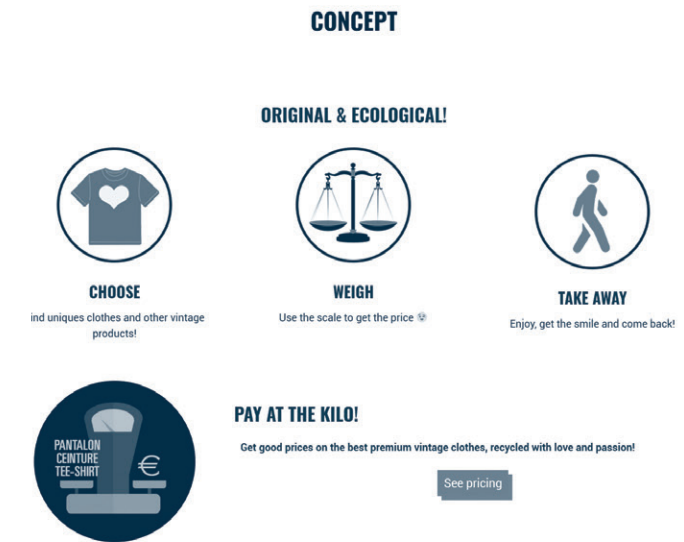 CONCEPT
ORIGINAL & ECOLOGICAL!
CHOOSE
ind uniques clothes and other vintage
products!
WEIGH
Use the scale to get the price 😉
TAKE AWAY
Enjoy, get the smile and come back!
PANTALON
CEINTURE
TEE-SHIRT
€
PAY AT THE KILO!
Get good prices on the best premium vintage clothes, recycled with love and passion!
See pricing